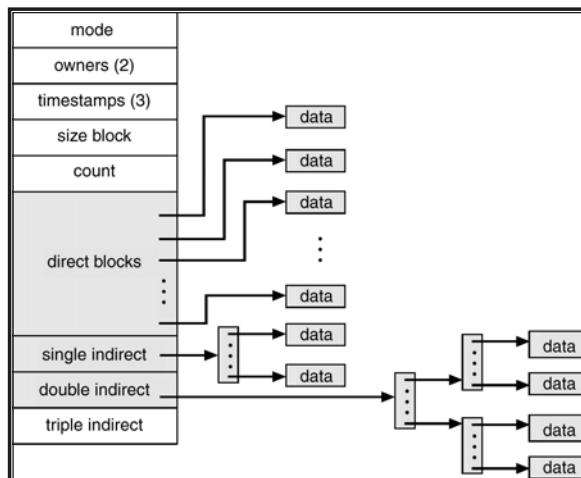 mode
owners (2)
timestamps (3)
size block
count
direct blocks
single indirect
double indirect
triple indirect
data
data
data
data
data
data
data
data
data
data